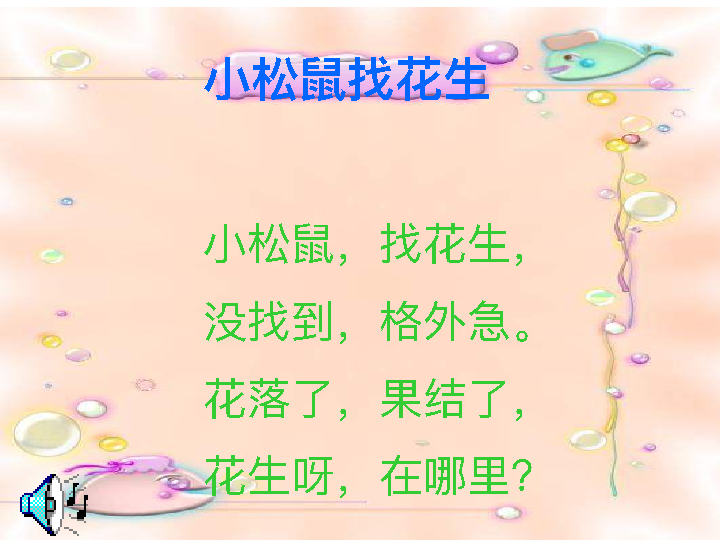 小松鼠找花生
小松鼠，找花生，
没找到，格外急。
花落了，果结了，
花生呀，在哪里？